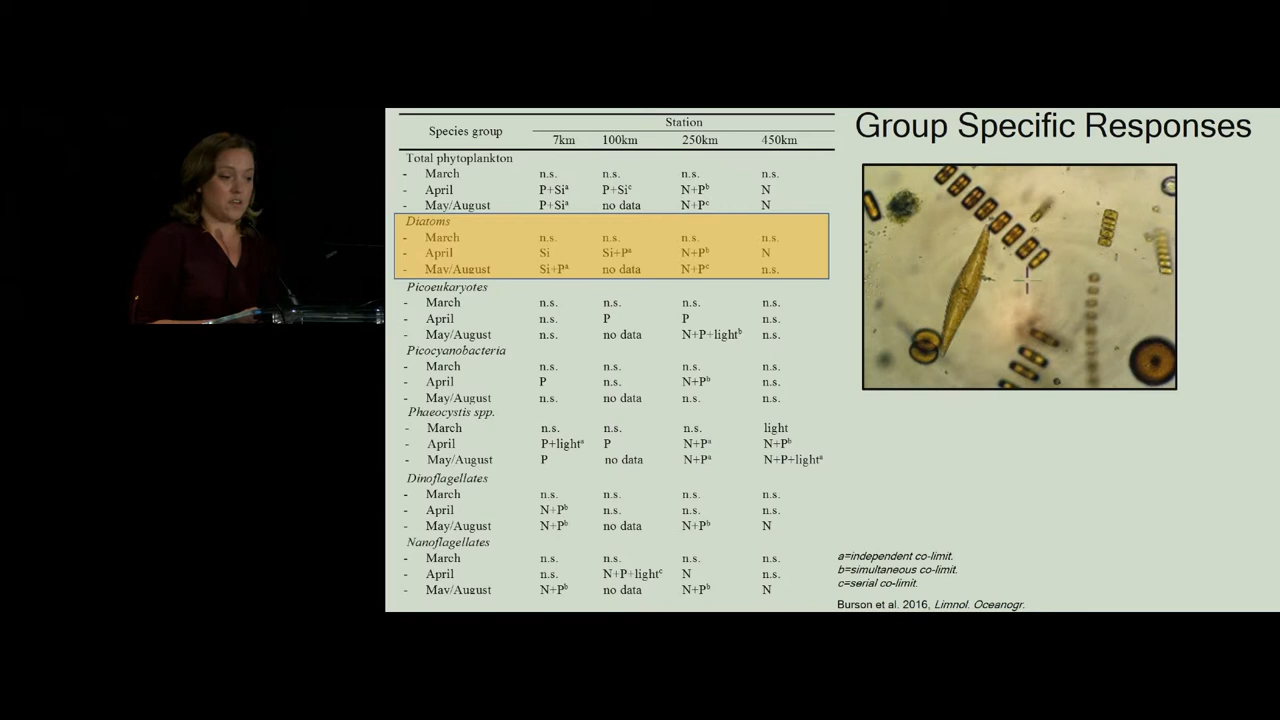 Group Specific Responses
Station
Species group 7km 100km 250km 450km
Total phytoplankton
- March n.s. n.s. n.s. n.s.
- April P+Siᵃ P+Siᶜ N+Pᵇ N
- May/August P+Siᵃ no data N+Pᶜ N
Diatoms
- March n.s. n.s. n.s. n.s.
- April Si Si+Pᵃ N+Pᵇ N
- May/August Si+Pᵃ no data N+Pᶜ n.s.
Picoeukaryotes
- March n.s. n.s. n.s. n.s.
- April n.s. P P n.s.
- May/August n.s. no data N+P+lightᵇ n.s.
Picocyanobacteria
- March n.s. n.s. n.s. n.s.
- April P n.s. N+Pᵇ n.s.
- May/August n.s. no data n.s. n.s.
Phaeocystis spp.
- March n.s. n.s. n.s. light
- April P+lightᵃ P N+Pᵃ N+Pᵇ
- May/August P no data N+Pᵃ N+P+lightᵃ
Dinoflagellates
- March n.s. n.s. n.s. n.s.
- April N+Pᵇ n.s. n.s. n.s.
- May/August N+Pᵇ no data N+Pᵇ N
Nanoflagellates
- March n.s. n.s. n.s. n.s.
- April n.s. N+P+lightᶜ N n.s.
- May/August N+Pᵇ no data N+Pᵇ N
a=independent co-limit.
b=simultaneous co-limit.
c=serial co-limit.
Burson et al. 2016, Limnol. Oceanogr.